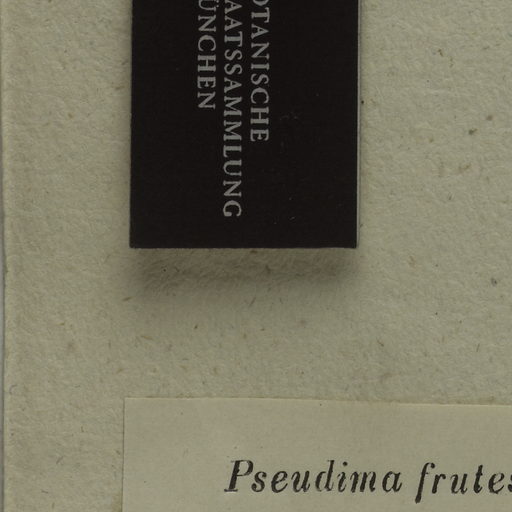 OTANISCHE
AATSSAMMLUNG
ÜNCHEN
Pseudima frutes